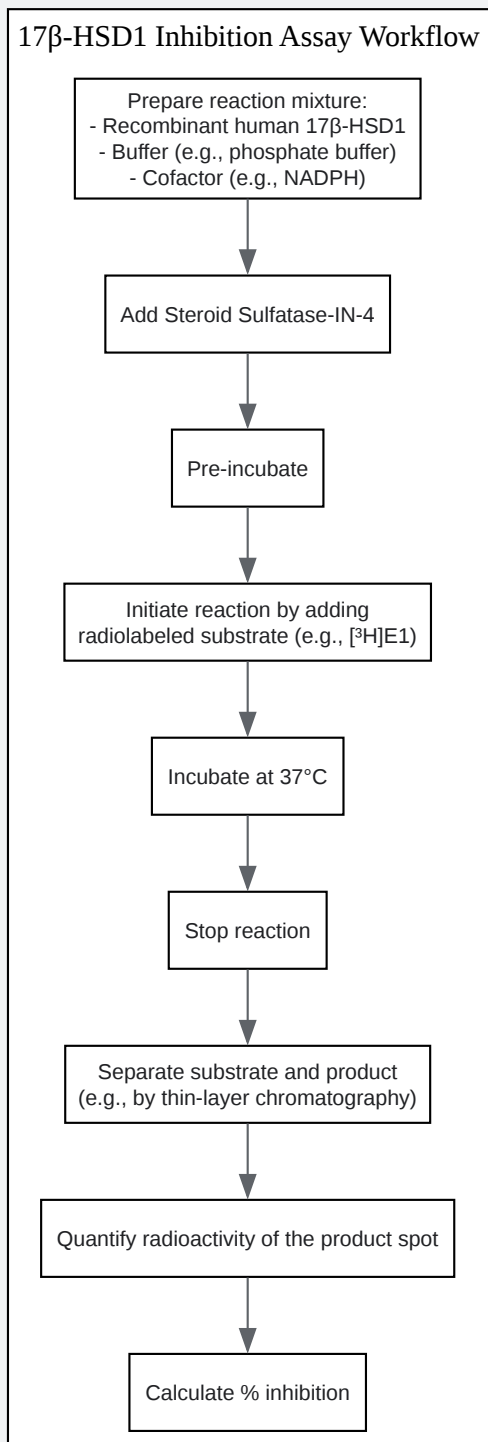 17β-HSD1 Inhibition Assay Workflow
Prepare reaction mixture:
- Recombinant human 17β-HSD1
- Buffer (e.g., phosphate buffer)
- Cofactor (e.g., NADPH)
Add Steroid Sulfatase-IN-4
Pre-incubate
Initiate reaction by adding
radiolabeled substrate (e.g., [³H]E1)
Incubate at 37°C
Stop reaction
Separate substrate and product
(e.g., by thin-layer chromatography)
Quantify radioactivity of the product spot
Calculate % inhibition